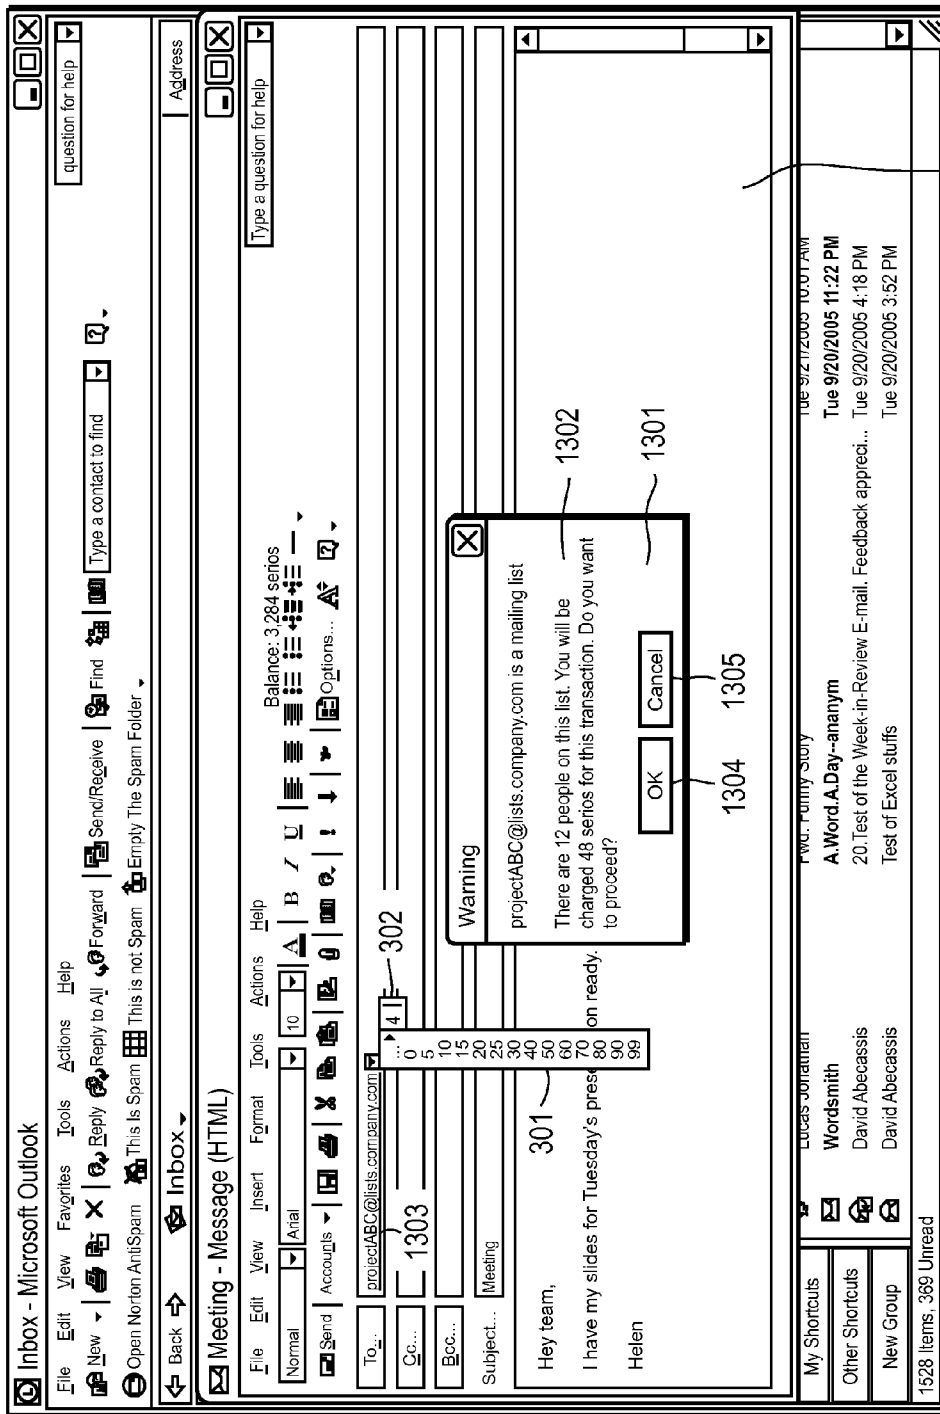 Inbox - Microsoft Outlook
File Edit View Favorites Tools Actions Help
question for help
New Reply Reply to All Forward Send/Receive Find Type a contact to find
Open Norton AntiSpam This Is Spam This is not Spam Empty The Spam Folder
Back Inbox Address
Meeting - Message (HTML)
File Edit View Insert Format Tools Actions Help
Type a question for help
Balance: 3,284 serios
Normal Arial 10 A B I U
Send Accounts Options...
To... projectABC@lists.company.com
4
302
Cc...
1303
Bcc...
Subject... Meeting
...
0
5
10
15
20
25
30
40
50
60
70
80
90
99
301
Hey team,
I have my slides for Tuesday's prese on ready.
Helen
Warning
projectABC@lists.company.com is a mailing list
There are 12 people on this list. You will be
charged 48 serios for this transaction. Do you want
to proceed?
OK Cancel
1302
1301
1304
1305
My Shortcuts
Other Shortcuts
New Group
Lucas Jonathan Fwd: Funny Story Tue 9/21/2005 10:01 AM
Wordsmith A.Word.A.Day--ananym Tue 9/20/2005 11:22 PM
David Abecassis 20.Test of the Week-in-Review E-mail. Feedback appreci... Tue 9/20/2005 4:18 PM
David Abecassis Test of Excel stuffs Tue 9/20/2005 3:52 PM
1528 Items, 369 Unread